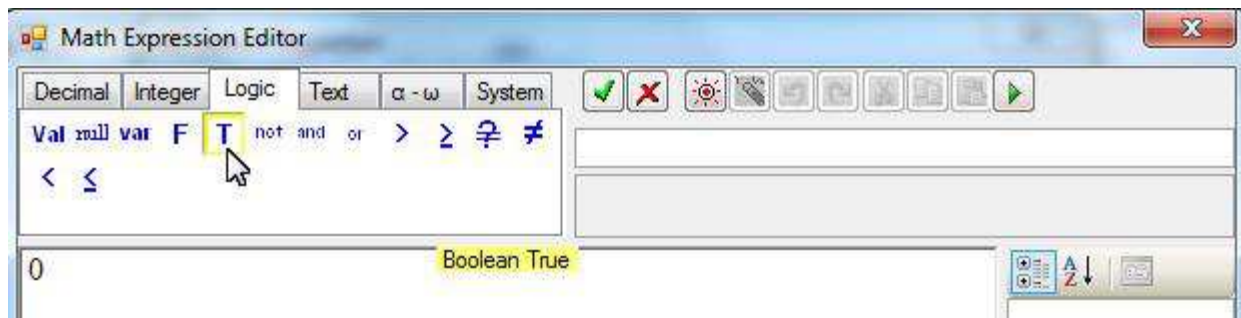 Math Expression Editor
Decimal Integer Logic Text α - ω System
Val null var F T not and or > ≥ ≠
< ≤
Boolean True
0
A
Z